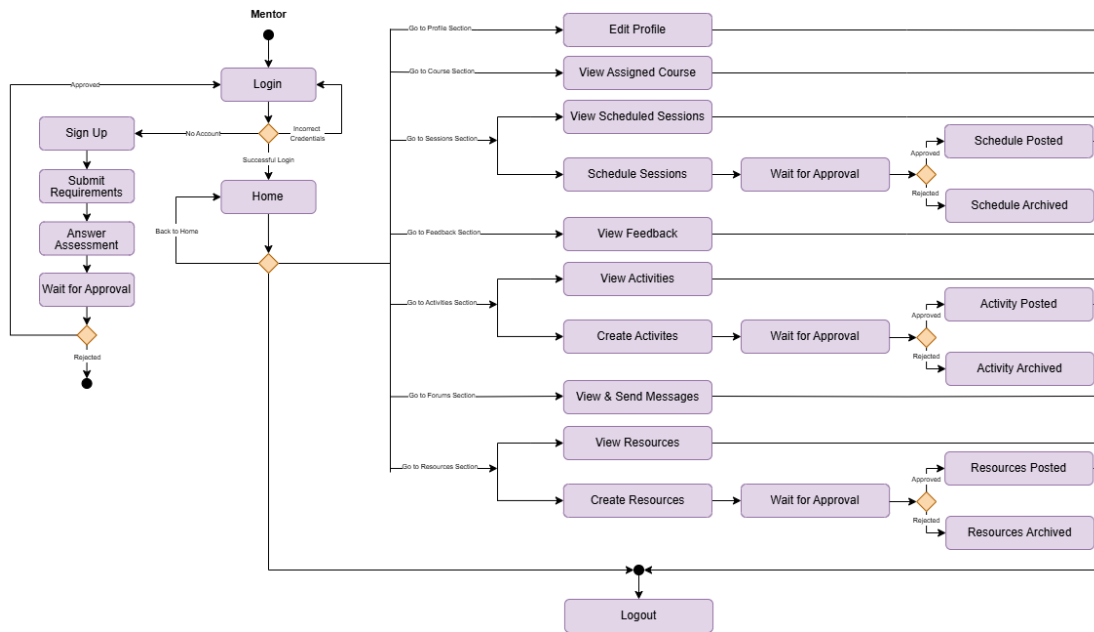 Mentor
Login
Approved
Incorrect
Credentials
No Account
Sign Up
Successful Login
Submit
Requirements
Home
Answer
Assessment
Back to Home
Wait for Approval
Rejected
Go to Profile Section
Edit Profile
Go to Course Section
View Assigned Course
Go to Sessions Section
View Scheduled Sessions
Schedule Sessions
Wait for Approval
Approved
Schedule Posted
Rejected
Schedule Archived
Go to Feedback Section
View Feedback
Go to Activities Section
View Activities
Create Activites
Wait for Approval
Approved
Activity Posted
Rejected
Activity Archived
Go to Forums Section
View & Send Messages
Go to Resources Section
View Resources
Create Resources
Wait for Approval
Approved
Resources Posted
Rejected
Resources Archived
Logout